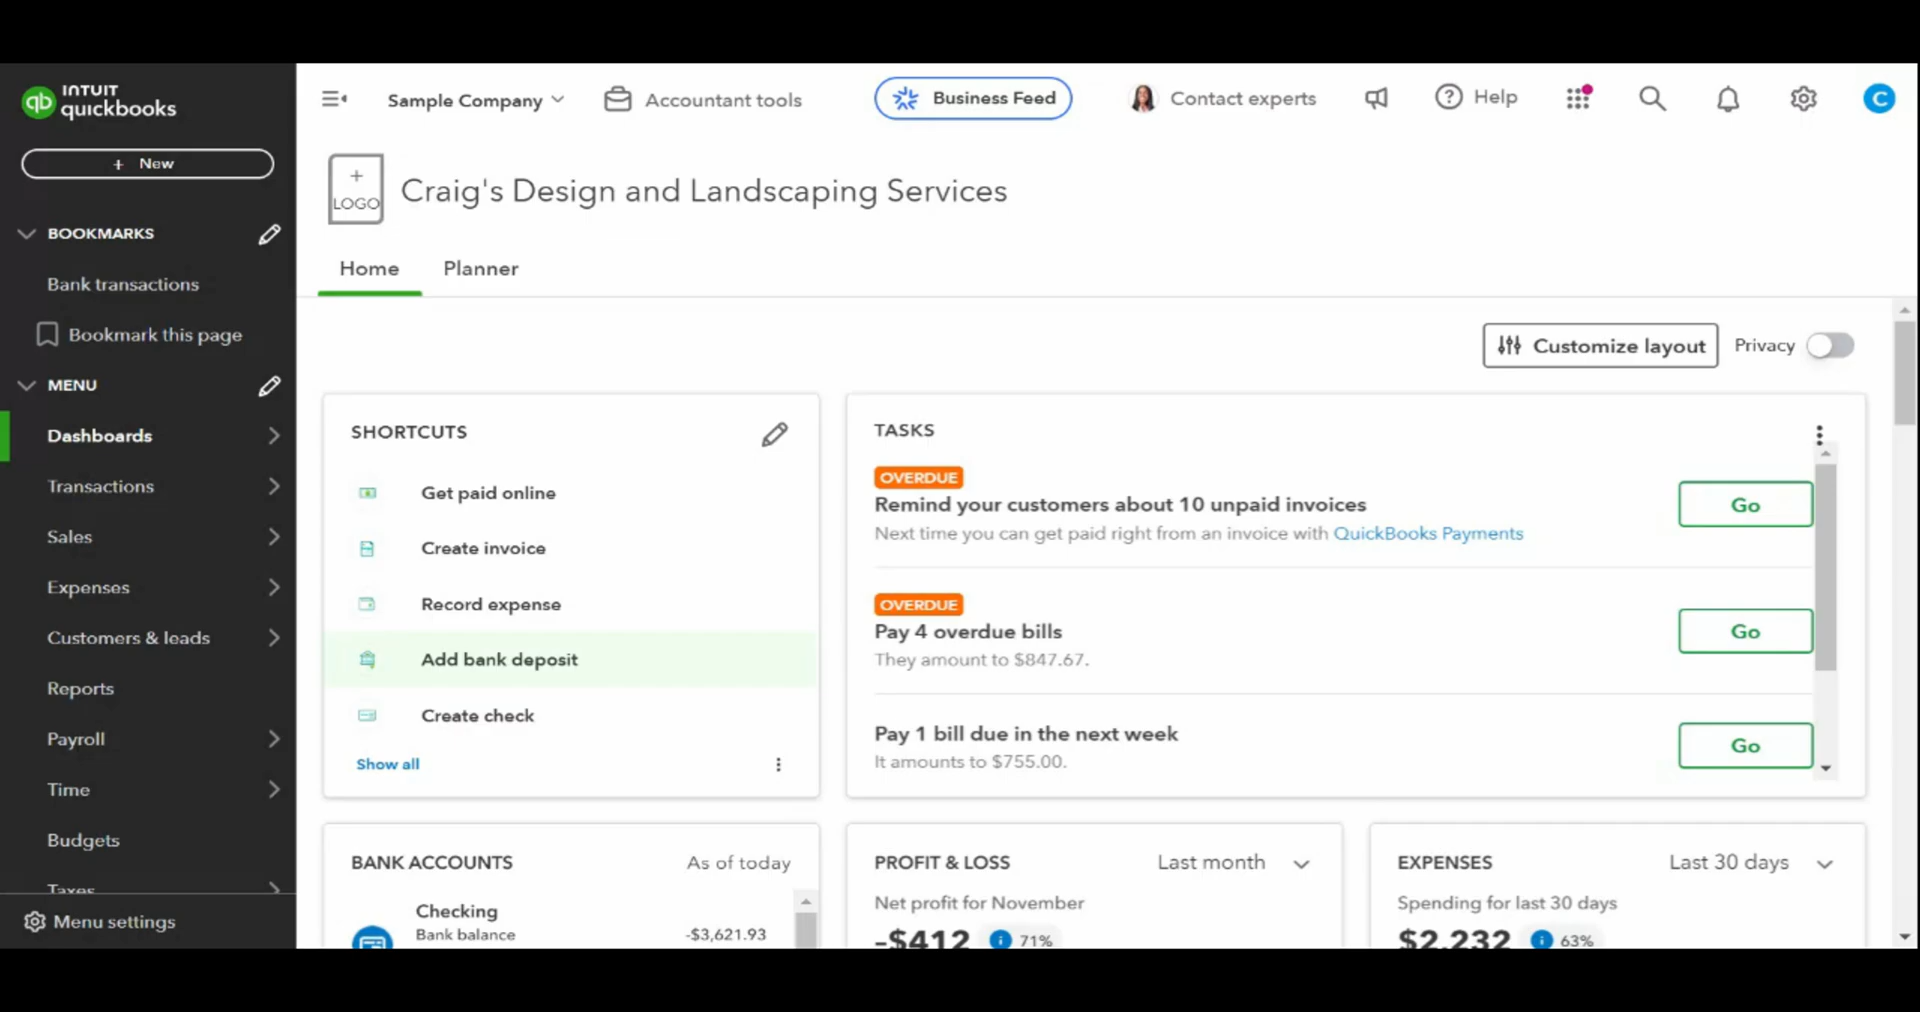 INTUIT
quickbooks
+ New
BOOKMARKS
Bank transactions
Bookmark this page
MENU
Dashboards
Transactions
Sales
Expenses
Customers & leads
Reports
Payroll
Time
Budgets
Taxes
Menu settings
Sample Company
Accountant tools
Business Feed
Contact experts
Help
C
+
LOGO
Craig's Design and Landscaping Services
Home
Planner
Customize layout
Privacy
SHORTCUTS
Get paid online
Create invoice
Record expense
Add bank deposit
Create check
Show all
TASKS
OVERDUE
Remind your customers about 10 unpaid invoices
Next time you can get paid right from an invoice with QuickBooks Payments
Go
OVERDUE
Pay 4 overdue bills
They amount to $847.67.
Go
Pay 1 bill due in the next week
It amounts to $755.00.
Go
BANK ACCOUNTS
As of today
Checking
Bank balance
-$3,621.93
PROFIT & LOSS
Last month
Net profit for November
-$412
71%
EXPENSES
Last 30 days
Spending for last 30 days
$2,232
63%